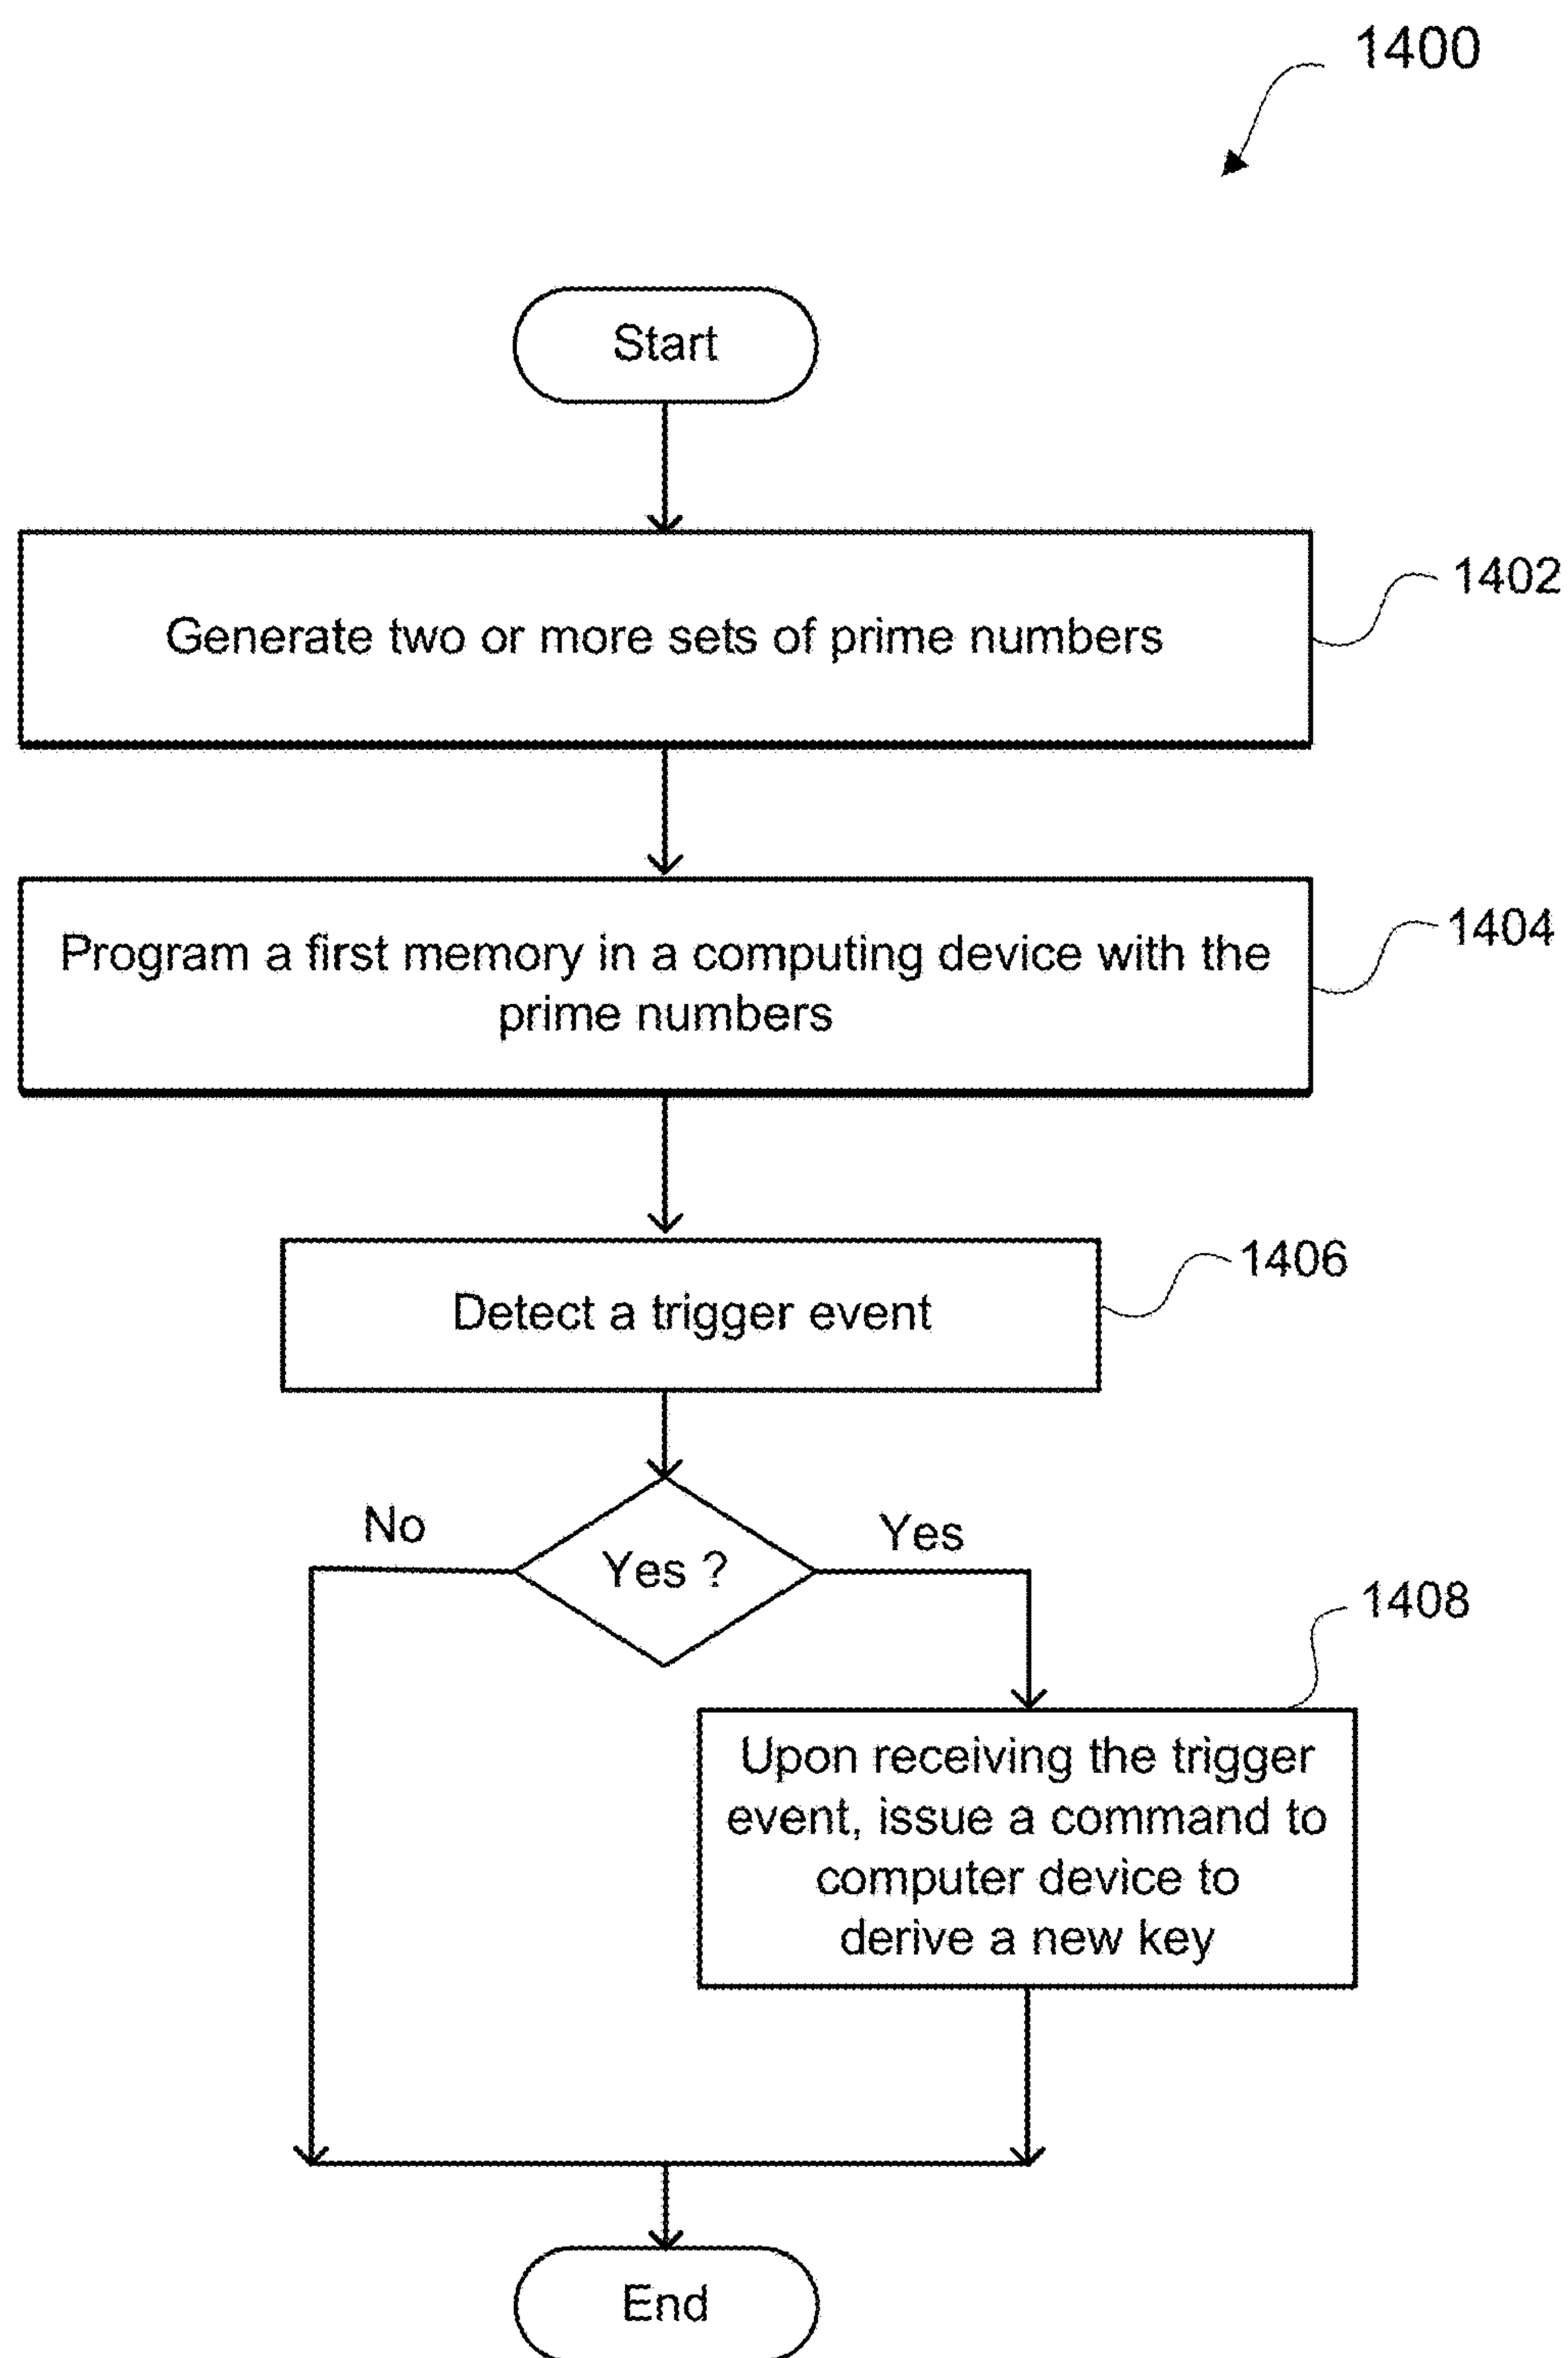 1400
Start
Generate two or more sets of prime numbers
1402
Program a first memory in a computing device with the
prime numbers
1404
Detect a trigger event
1406
No
Yes ?
Yes
1408
Upon receiving the trigger
event, issue a command to
computer device to
derive a new key
End